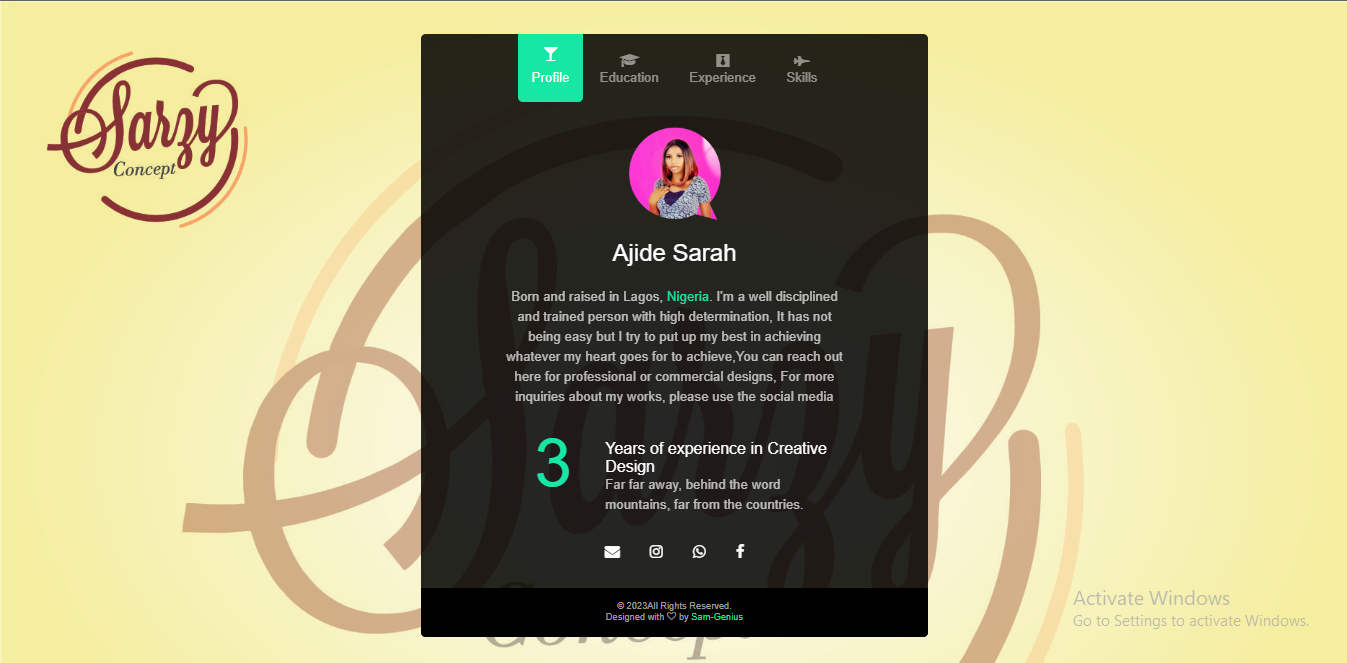 Sarzy
Concept
Profile
Education
Experience
Skills
Ajide Sarah
Born and raised in Lagos, Nigeria. I'm a well disciplined
and trained person with high determination, It has not
being easy but I try to put up my best in achieving
whatever my heart goes for to achieve,You can reach out
here for professional or commercial designs, For more
inquiries about my works, please use the social media
3
Years of experience in Creative
Design
Far far away, behind the word
mountains, far from the countries.
© 2023All Rights Reserved.
Designed with ♡ by Sam-Genius
Sarzy
Concept
Activate Windows
Go to Settings to activate Windows.